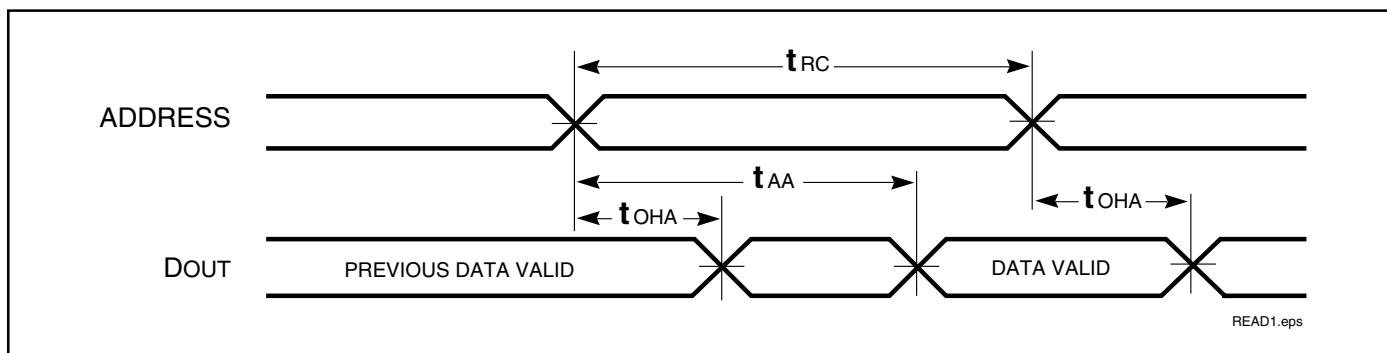 tRC
ADDRESS
tAA
tOHA
tOHA
DOUT
PREVIOUS DATA VALID
DATA VALID
READ1.eps